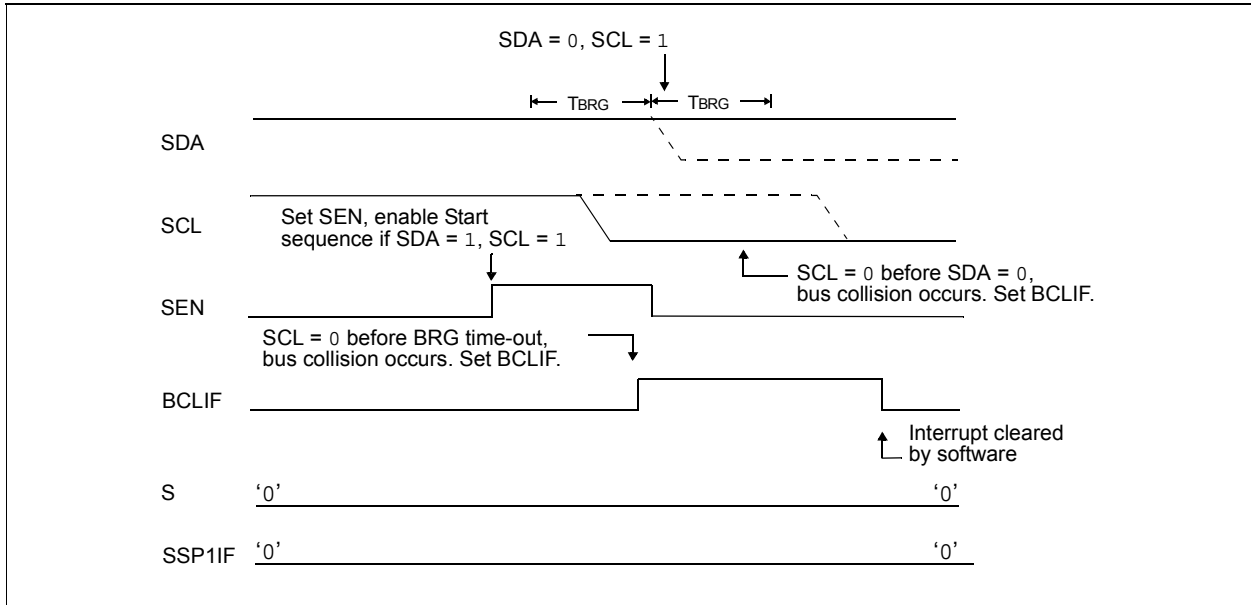 SDA = 0, SCL = 1
TBRG TBRG
SDA
SCL
Set SEN, enable Start
sequence if SDA = 1, SCL = 1
SCL = 0 before SDA = 0,
bus collision occurs. Set BCLIF.
SEN
SCL = 0 before BRG time-out,
bus collision occurs. Set BCLIF.
BCLIF
Interrupt cleared
by software
S ‘0’ ‘0’
SSP1IF ‘0’ ‘0’